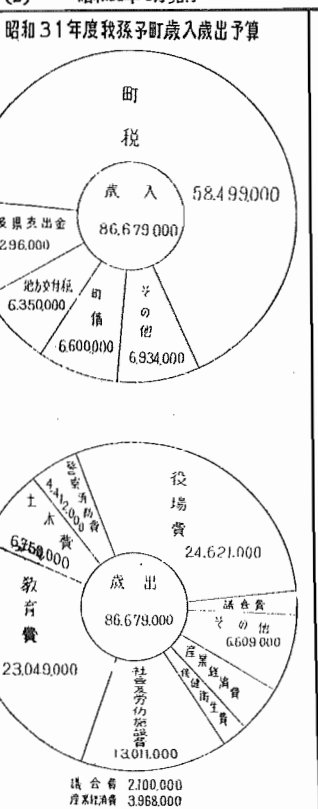 昭和31年度我孫子町歳入歳出予算
町税
58.499.000
歳入
86.679.000
県支出金
296.000
地方交付税
6.350.000
町債
6.600.000
その他
6.934.000
警察消防費
4.412.000
土木費
役場費
24.621.000
歳出
86.679.000
議会費
その他
6.609.000
産業経済費
保健衛生費
教育費
23.049.000
社会及労仂施設費
13.011.000
議会費 2.100.000
産業経済費 3.968.000